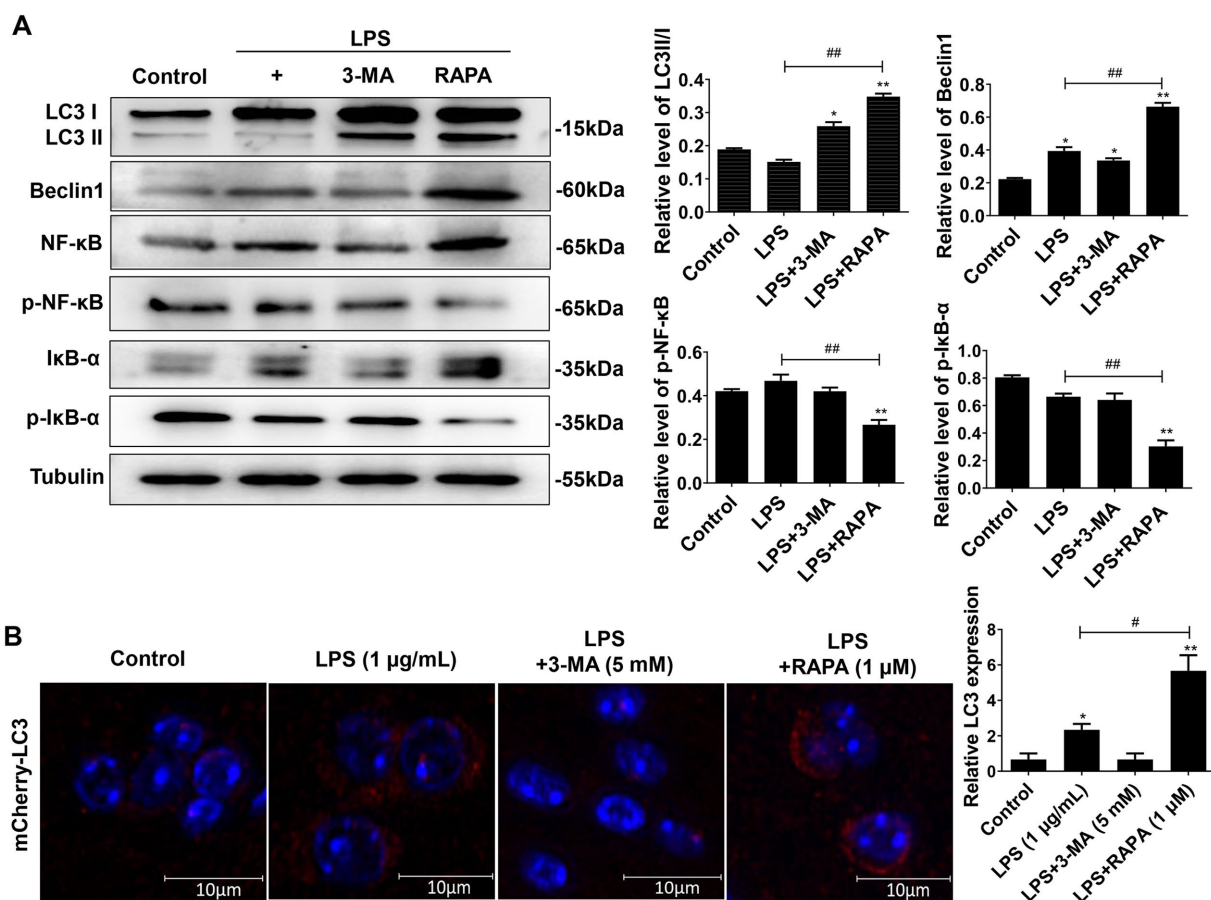 A
LPS
Control + 3-MA RAPA
LC3 I
LC3 II
-15kDa
Beclin1
-60kDa
NF-κB
-65kDa
p-NF-κB
-65kDa
IκB-α
-35kDa
p-IκB-α
-35kDa
Tubulin
-55kDa
Relative level of LC3II/I
0.4
0.3
0.2
0.1
0.0
##
*
**
Control
LPS
LPS+3-MA
LPS+RAPA
Relative level of Beclin1
0.8
0.6
0.4
0.2
0.0
##
*
*
**
Control
LPS
LPS+3-MA
LPS+RAPA
Relative level of p-NF-κB
0.6
0.4
0.2
0.0
##
**
Control
LPS
LPS+3-MA
LPS+RAPA
Relative level of p-IκB-α
1.0
0.8
0.6
0.4
0.2
0.0
##
**
Control
LPS
LPS+3-MA
LPS+RAPA
B
mCherry-LC3
Control
LPS (1 µg/mL)
LPS
+3-MA (5 mM)
LPS
+RAPA (1 µM)
10µm
10µm
10µm
10µm
Relative LC3 expression
8
6
4
2
0
#
*
**
Control
LPS (1 µg/mL)
LPS+3-MA (5 mM)
LPS+RAPA (1 µM)